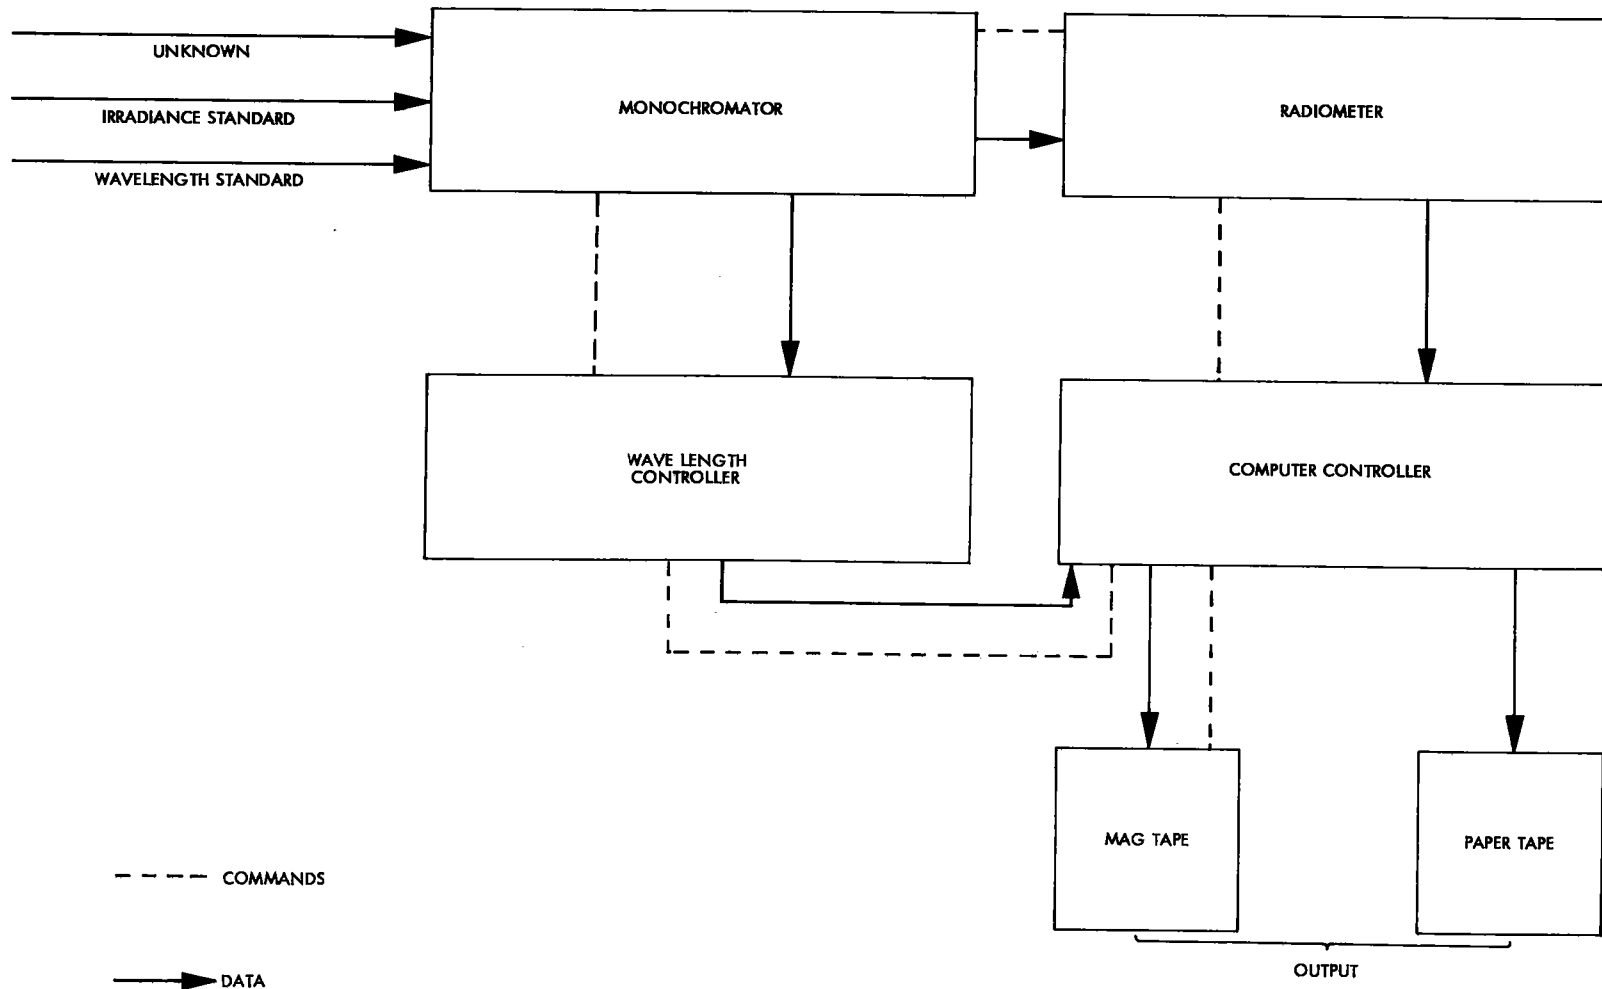 UNKNOWN
IRRADIANCE STANDARD
WAVELENGTH STANDARD
MONOCHROMATOR
RADIOMETER
WAVE LENGTH
CONTROLLER
COMPUTER CONTROLLER
MAG TAPE
PAPER TAPE
COMMANDS
OUTPUT
DATA